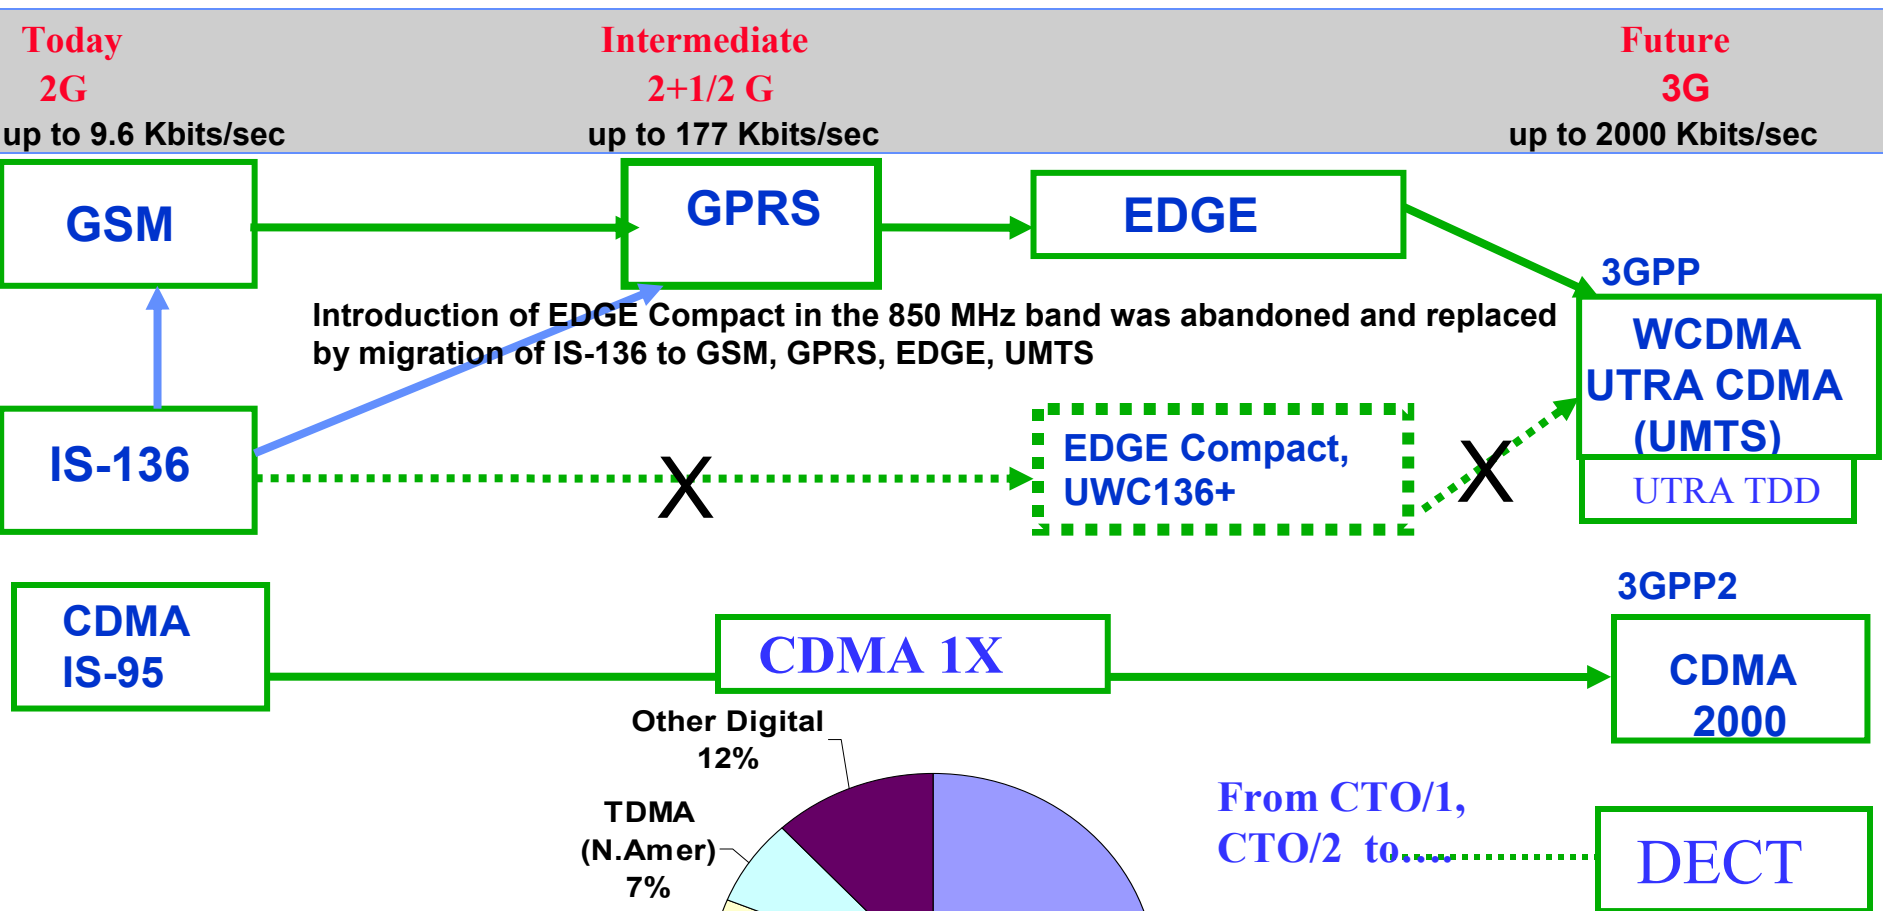 Today
2G
up to 9.6 Kbits/sec
Intermediate
2+1/2 G
up to 177 Kbits/sec
Future
3G
up to 2000 Kbits/sec
GSM
GPRS
EDGE
3GPP
WCDMA
UTRA CDMA
(UMTS)
UTRA TDD
Introduction of EDGE Compact in the 850 MHz band was abandoned and replaced
by migration of IS-136 to GSM, GPRS, EDGE, UMTS
IS-136
X
EDGE Compact,
UWC136+
X
CDMA
IS-95
CDMA 1X
3GPP2
CDMA
2000
Other Digital
12%
TDMA
(N.Amer)
7%
From CTO/1,
CTO/2 to....
DECT